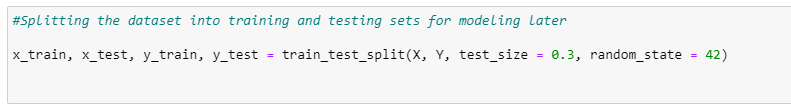 #Splitting the dataset into training and testing sets for modeling later
x_train, x_test, y_train, y_test = train_test_split(X, Y, test_size = 0.3, random_state = 42)